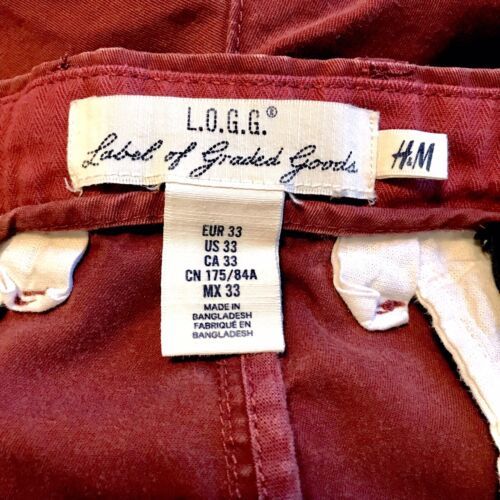 L.O.G.G.®
Label of Graded Goods
H&M
EUR 33
US 33
CA 33
CN 175/84A
MX 33
MADE IN
BANGLADESH
FABRIQUÉ EN
BANGLADESH